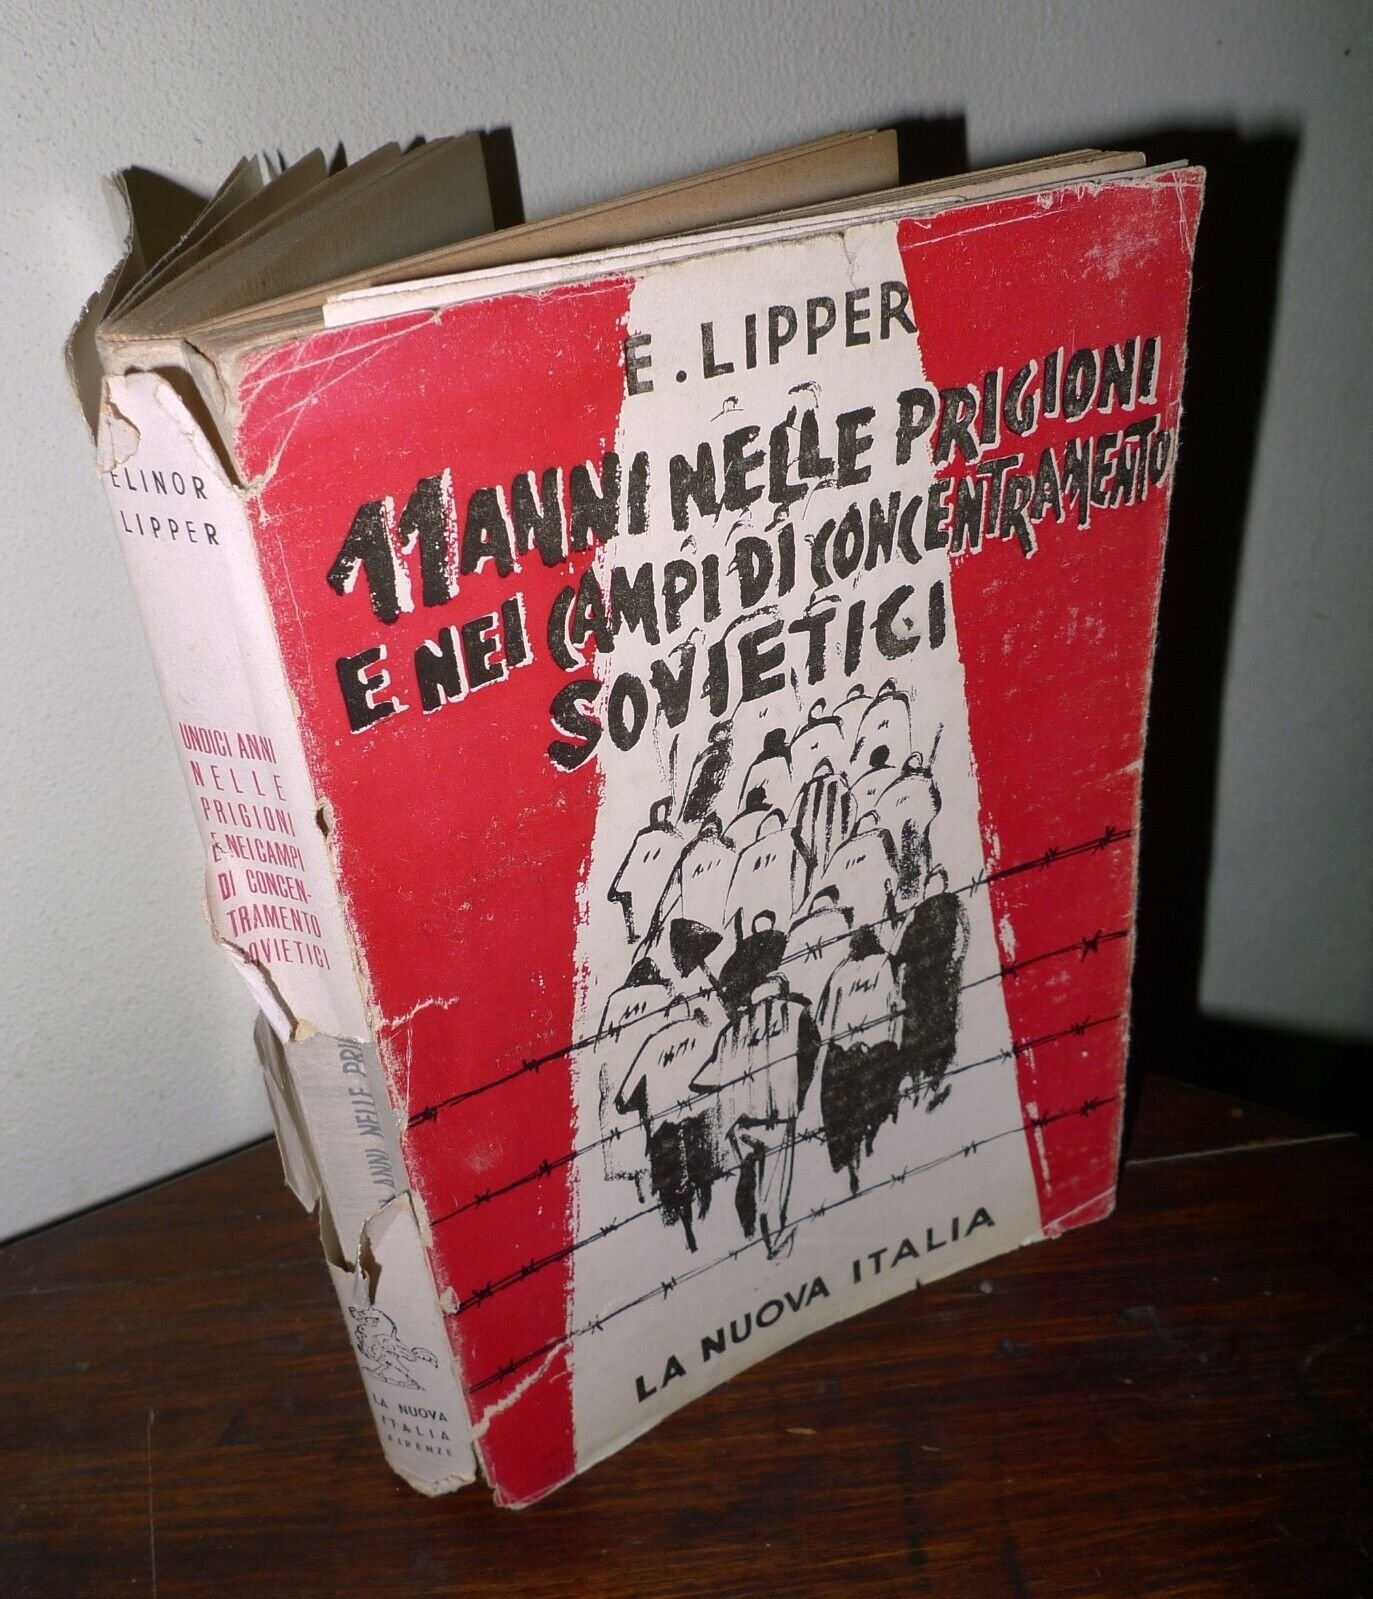 E. LIPPER
11 ANNI NELLE PRIGIONI
E NEI CAMPI DI CONCENTRAMENTO
SOVIETICI
LA NUOVA ITALIA
ELINOR
LIPPER
UNDICI ANNI
NELLE
PRIGIONI
E NEI CAMPI
DI CONCEN-
TRAMENTO
SOVIETICI
ANNI NELLE PRI
LA NUOVA
ITALIA
FIRENZE